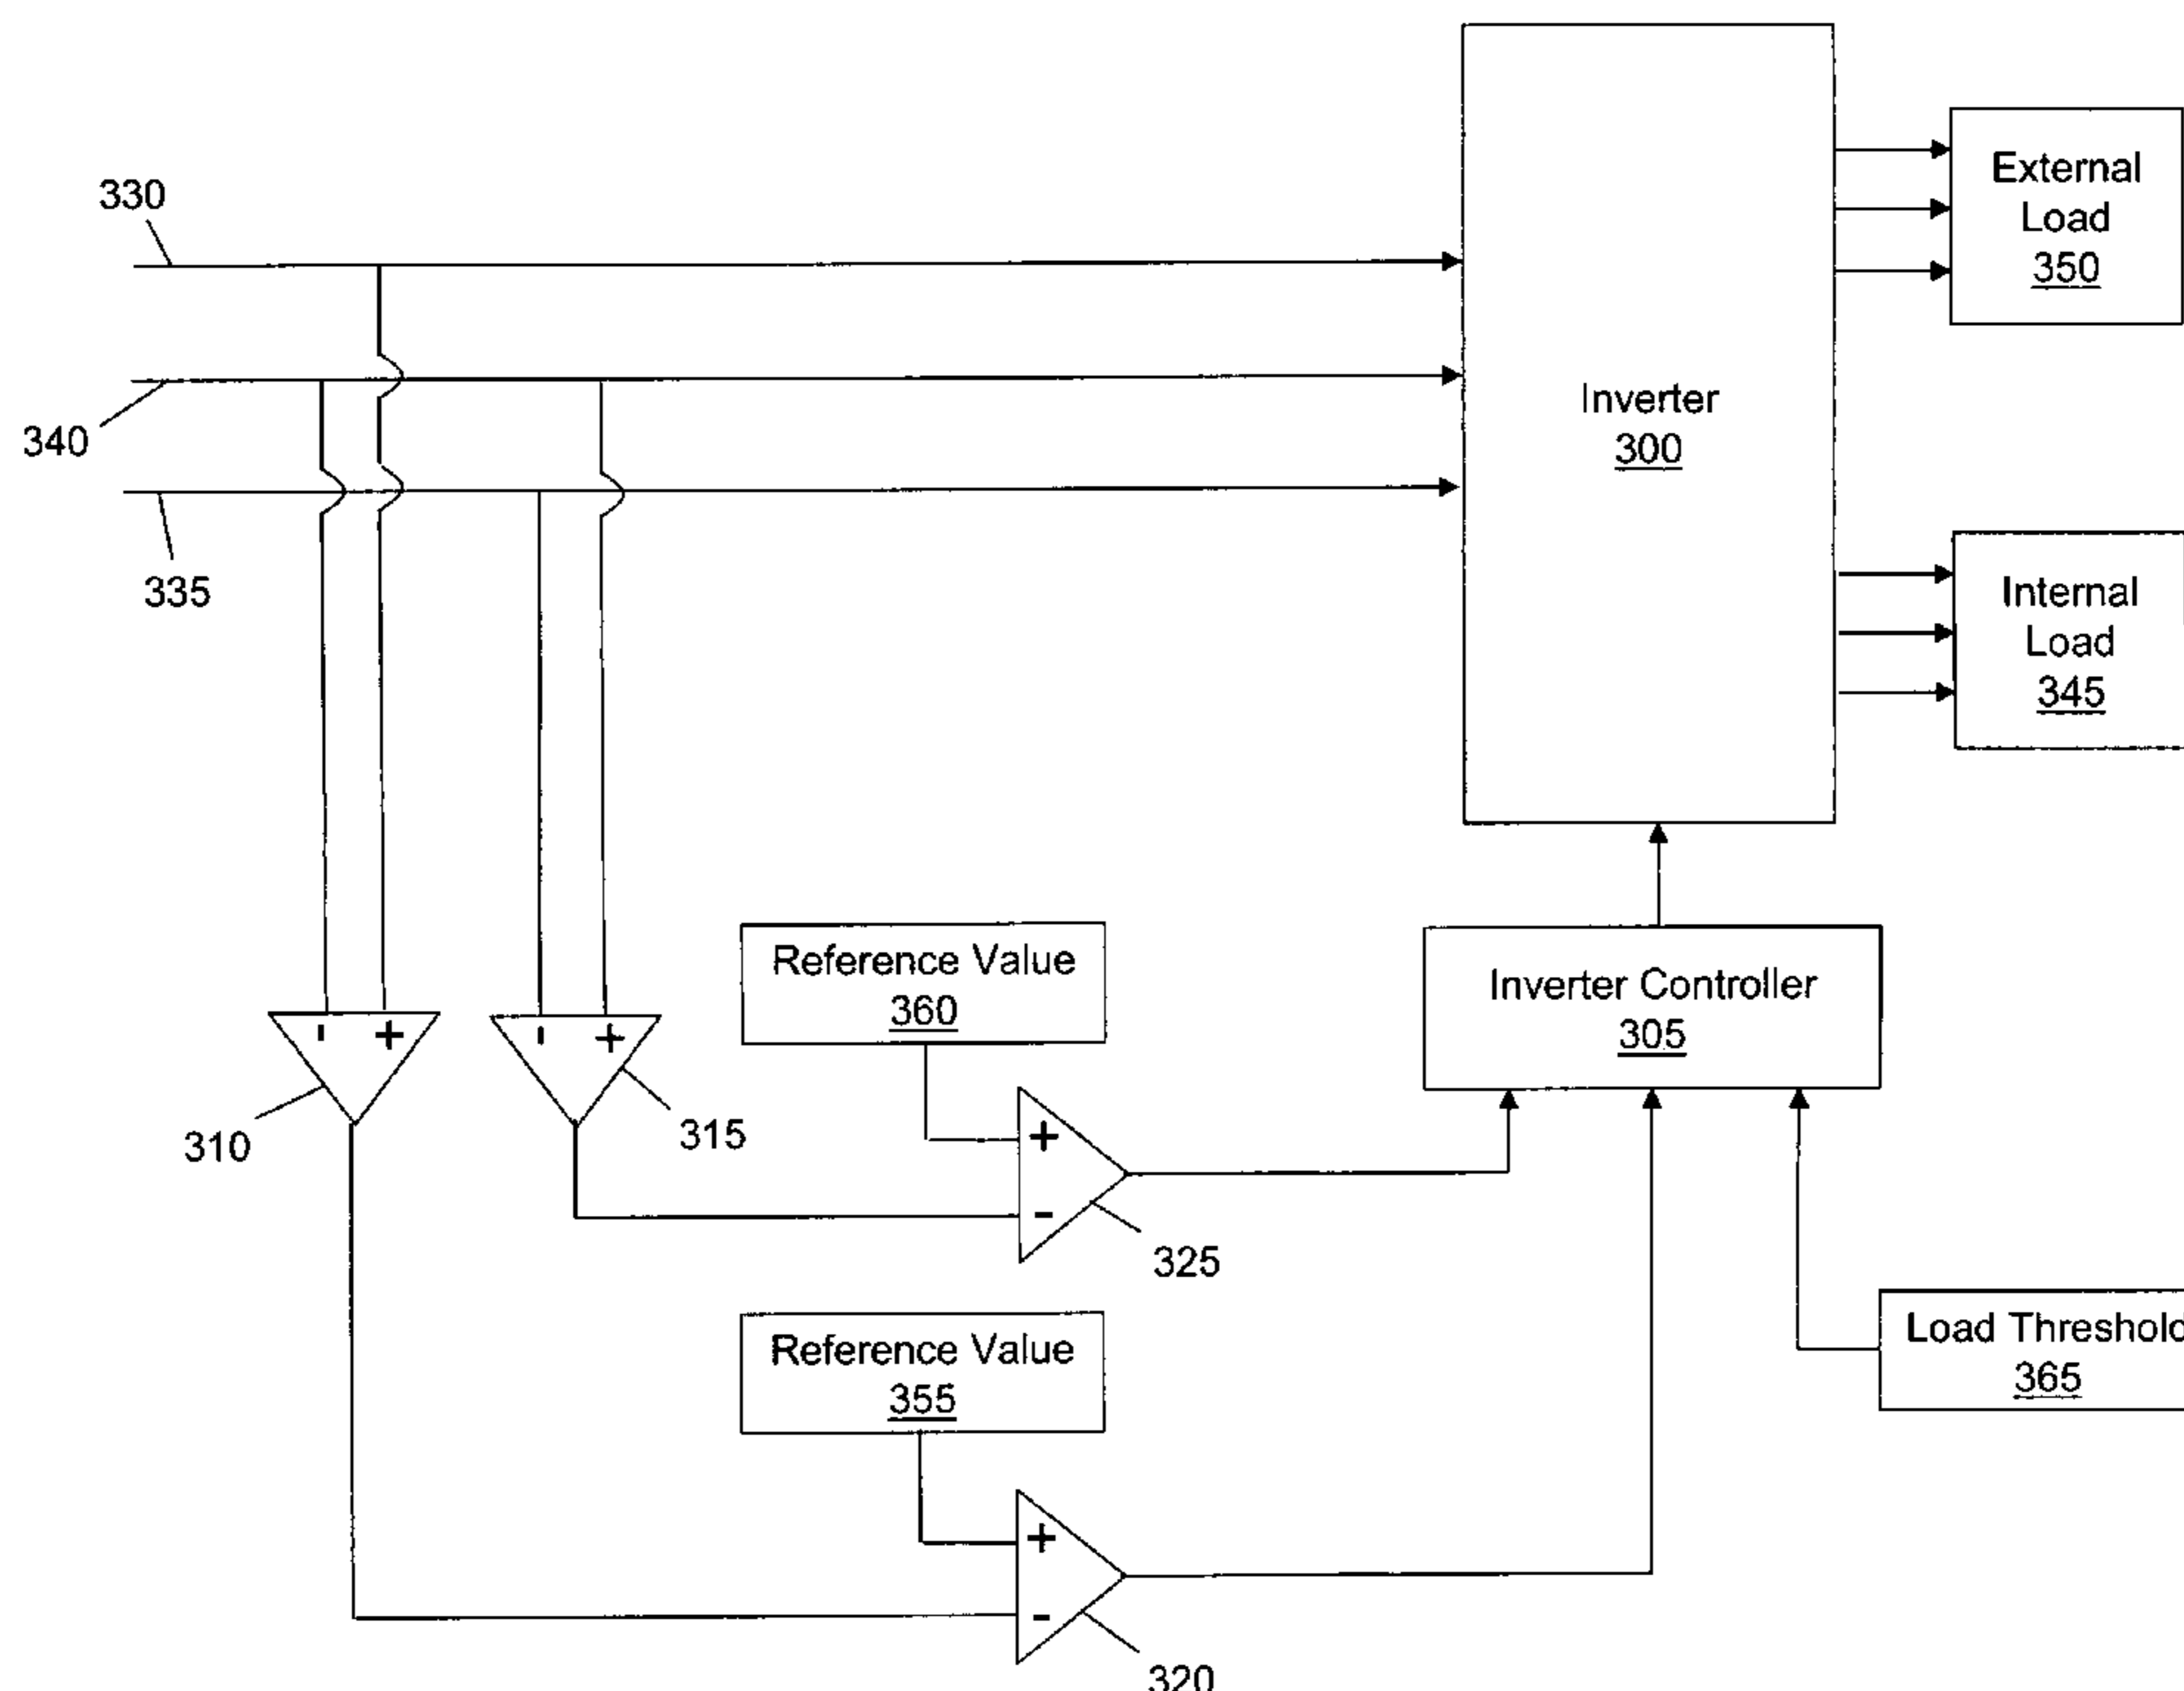 330
340
335
External
Load
350
Inverter
300
Internal
Load
345
- +
- +
310
315
Reference Value
360
+
-
325
Inverter Controller
305
Reference Value
355
+
-
320
Load Threshold
365